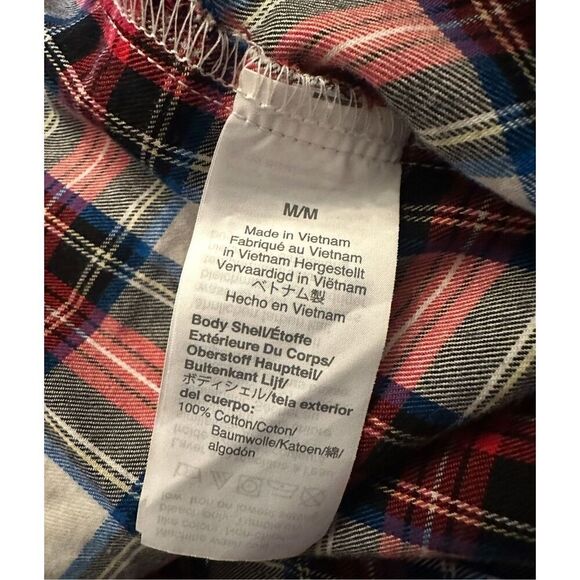 M/M
Made in Vietnam
Fabriqué au Vietnam
in Vietnam Hergestellt
Vervaardigd in Viëtnam
ベトナム製
Hecho en Vietnam
Body Shell/Étoffe
Extérieure Du Corps/
Oberstoff Hauptteil/
Buitenkant Lijf/
ボディシェル/tela exterior
del cuerpo:
100% Cotton/Coton/
Baumwolle/Katoen/綿/
algodón